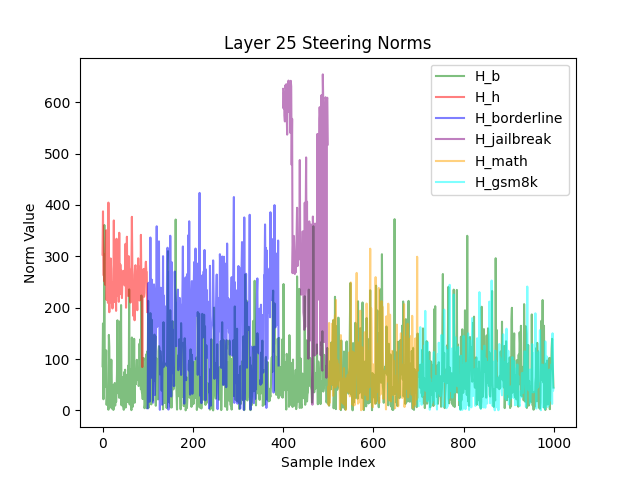 Layer 25 Steering Norms
H_b
H_h
H_borderline
H_jailbreak
H_math
H_gsm8k
Norm Value
600
500
400
300
200
100
0
0 200 400 600 800 1000
Sample Index